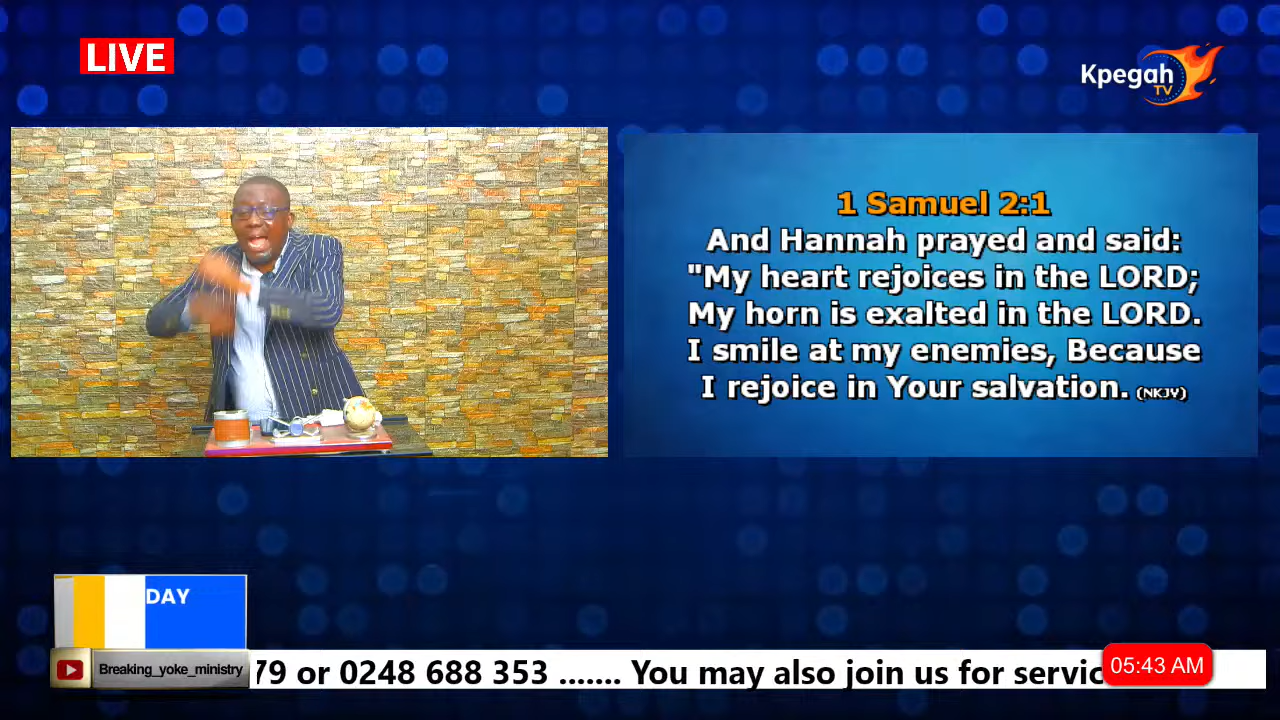 LIVE
Kpegah
TV
1 Samuel 2:1
And Hannah prayed and said:
"My heart rejoices in the LORD;
My horn is exalted in the LORD.
I smile at my enemies, Because
I rejoice in Your salvation. (NKJV)
DAY
Breaking_yoke_ministry
79 or 0248 688 353 ....... You may also join us for servic
05:43 AM